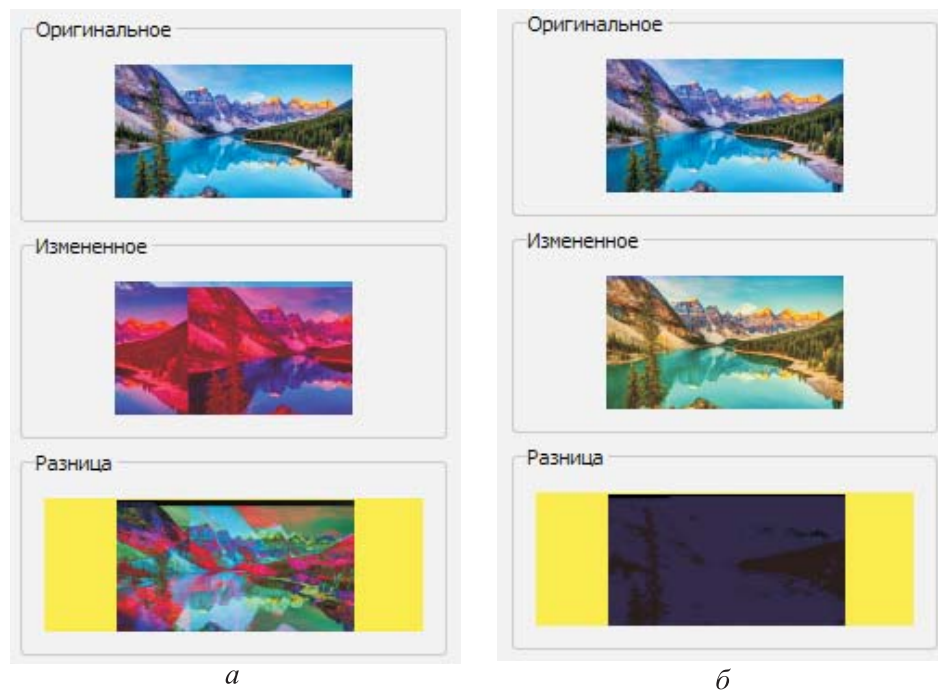 Оригинальное
Измененное
Разница
а
Оригинальное
Измененное
Разница
б